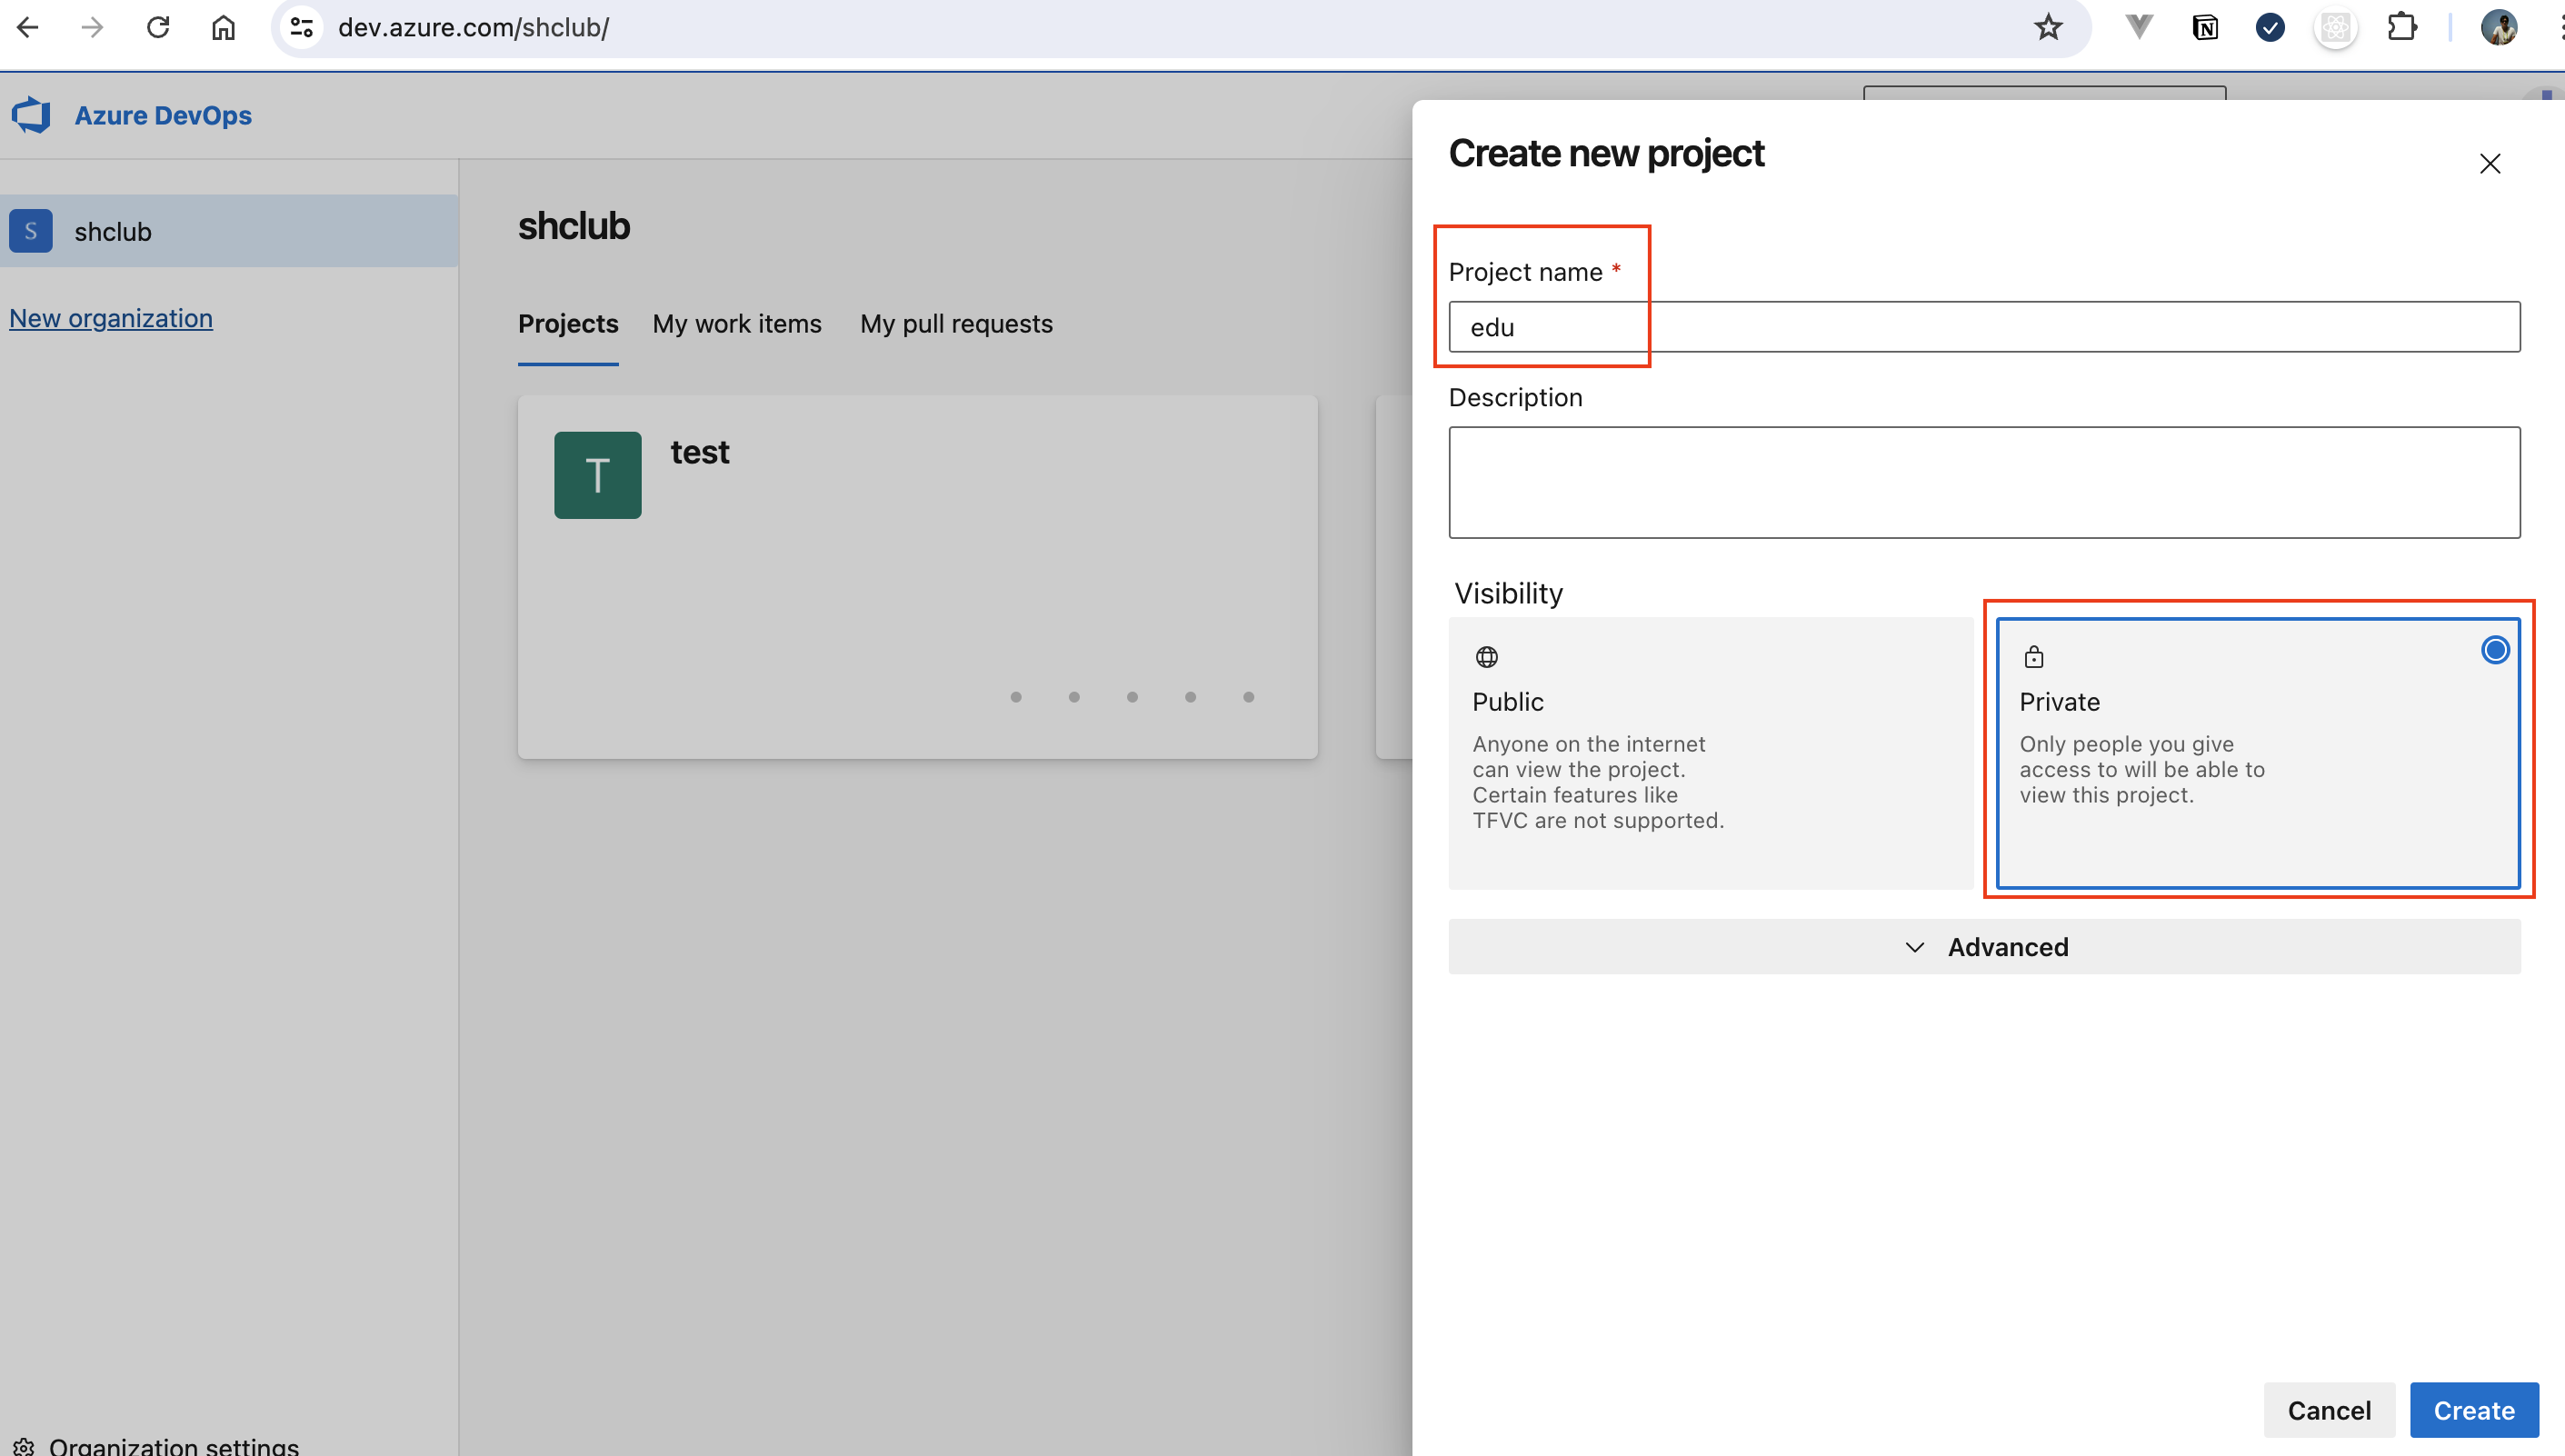 dev.azure.com/shclub/
Azure DevOps
S shclub
New organization
Organization settings
shclub
Projects My work items My pull requests
T test
Create new project
Project name *
edu
Description
Visibility
Public
Anyone on the internet
can view the project.
Certain features like
TFVC are not supported.
Private
Only people you give
access to will be able to
view this project.
Advanced
Cancel Create